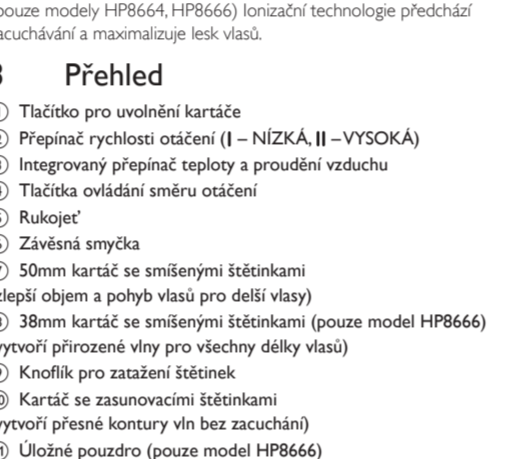 pouze modely HP8664, HP8666) Ionizační technologie předchází
zacuchávání a maximalizuje lesk vlasů.
Přehled
Tlačítko pro uvolnění kartáče
Přepínač rychlosti otáčení (I – NÍZKÁ, II – VYSOKÁ)
Integrovaný přepínač teploty a proudění vzduchu
Tlačítka ovládání směru otáčení
Rukojeť
Závěsná smyčka
50mm kartáč se smíšenými štětinkami
zlepší objem a pohyb vlasů pro delší vlasy)
38mm kartáč se smíšenými štětinkami (pouze model HP8666)
vytvoří přirozené vlny pro všechny délky vlasů)
Knoflík pro zatažení štětinek
Kartáč se zasunovacími štětinkami
vytvoří přesné kontury vln bez zacuchání)
Úložné pouzdro (pouze model HP8666)